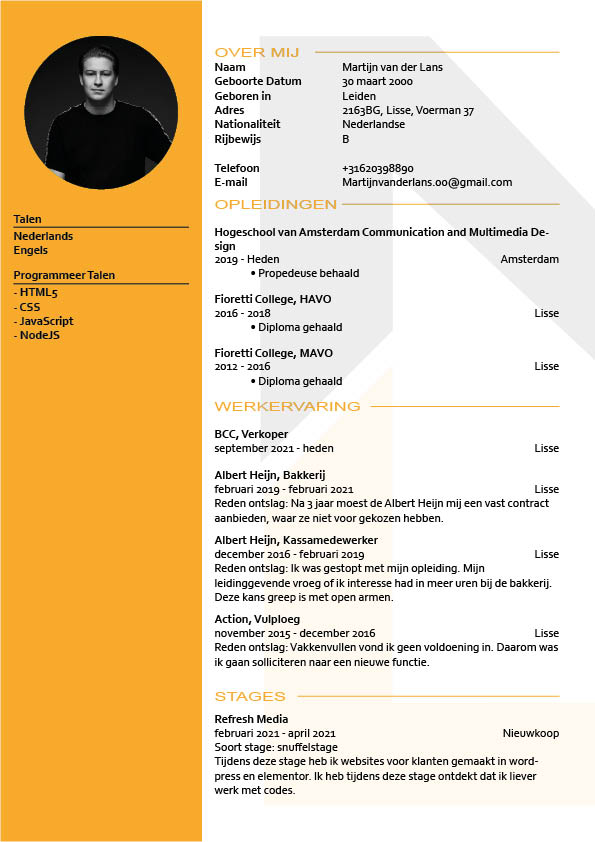 Talen
Nederlands
Engels
Programmeer Talen
- HTML5
- CSS
- JavaScript
- NodeJS
OVER MIJ
Naam Martijn van der Lans
Geboorte Datum 30 maart 2000
Geboren in Leiden
Adres 2163BG, Lisse, Voerman 37
Nationaliteit Nederlandse
Rijbewijs B
Telefoon +31620398890
E-mail Martijnvanderlans.00@gmail.com
OPLEIDINGEN
Hogeschool van Amsterdam Communication and Multimedia De-
sign
2019 - Heden Amsterdam
• Propedeuse behaald
Fioretti College, HAVO
2016 - 2018 Lisse
• Diploma gehaald
Fioretti College, MAVO
2012 - 2016 Lisse
• Diploma gehaald
WERKERVARING
BCC, Verkoper
september 2021 - heden Lisse
Albert Heijn, Bakkerij
februari 2019 - februari 2021 Lisse
Reden ontslag: Na 3 jaar moest de Albert Heijn mij een vast contract
aanbieden, waar ze niet voor gekozen hebben.
Albert Heijn, Kassamedewerker
december 2016 - februari 2019 Lisse
Reden ontslag: Ik was gestopt met mijn opleiding. Mijn
leidinggevende vroeg of ik interesse had in meer uren bij de bakkerij.
Deze kans greep is met open armen.
Action, Vulploeg
november 2015 - december 2016 Lisse
Reden ontslag: Vakkenvullen vond ik geen voldoening in. Daarom was
ik gaan solliciteren naar een nieuwe functie.
STAGES
Refresh Media
februari 2021 - april 2021 Nieuwkoop
Soort stage: snuffelstage
Tijdens deze stage heb ik websites voor klanten gemaakt in word-
press en elementor. Ik heb tijdens deze stage ontdekt dat ik liever
werk met codes.